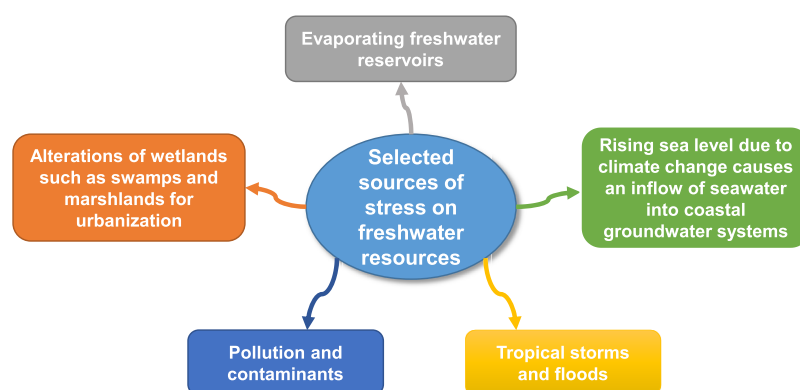 Evaporating freshwater
reservoirs
Alterations of wetlands
such as swamps and
marshlands for
urbanization
Selected
sources of
stress on
freshwater
resources
Rising sea level due to
climate change causes
an inflow of seawater
into coastal
groundwater systems
Pollution and
contaminants
Tropical storms
and floods